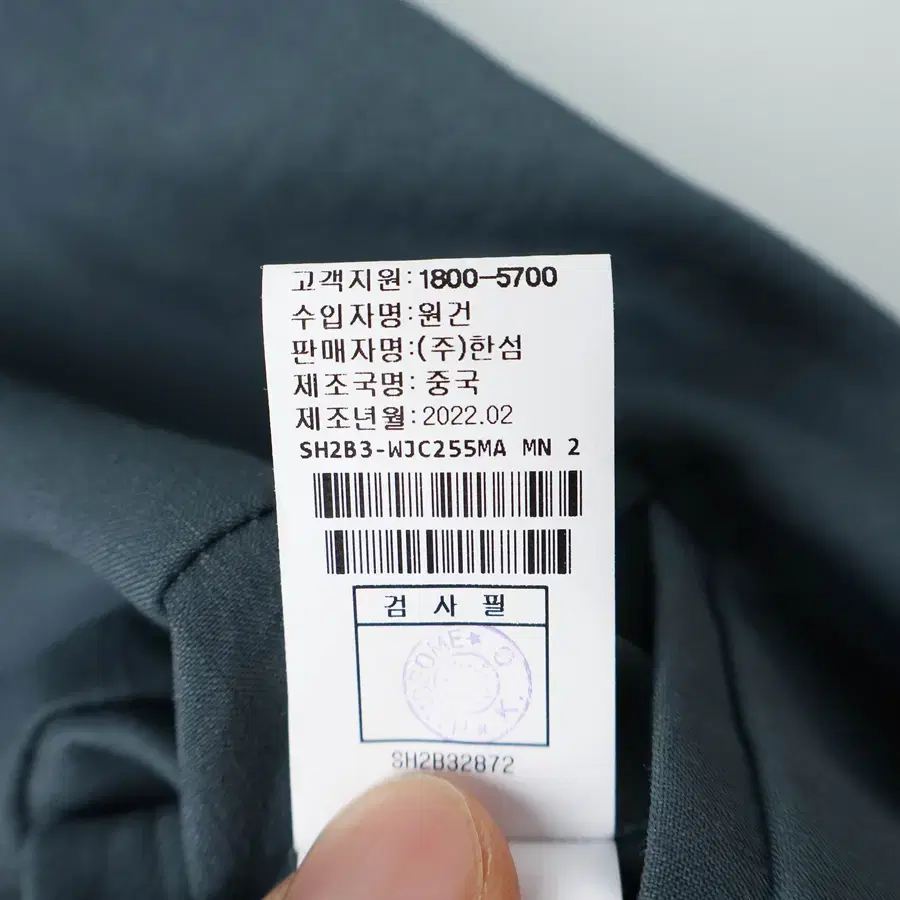 고객지원: 1800-5700
수입자명:원건
판매자명:(주)한섬
제조국명: 중국
제조년월: 2022.02
SH2B3-WJC255MA MN 2
검 사 필
O.K.
SH2B32872